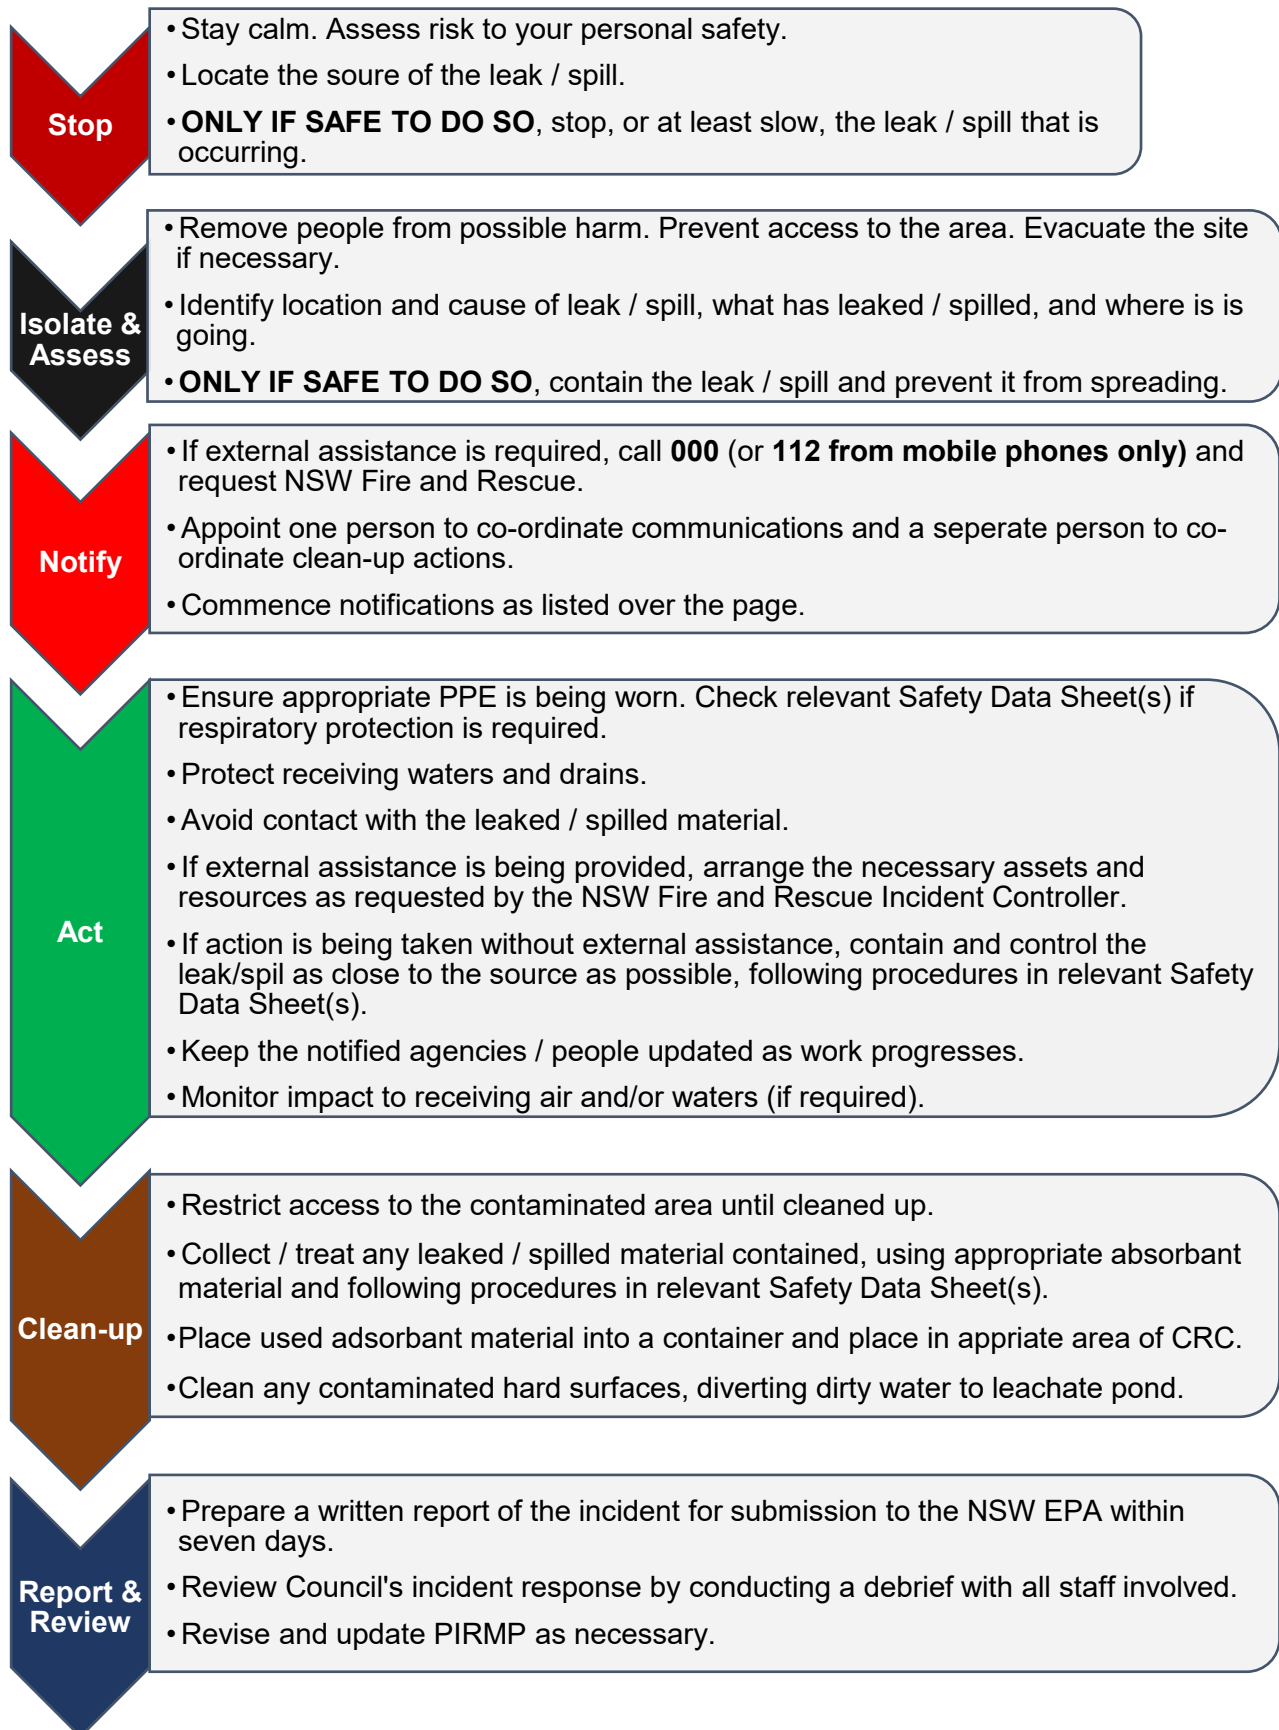 Stop
•Stay calm. Assess risk to your personal safety.
•Locate the soure of the leak / spill.
•ONLY IF SAFE TO DO SO, stop, or at least slow, the leak / spill that is
occurring.
Isolate &
Assess
•Remove people from possible harm. Prevent access to the area. Evacuate the site
if necessary.
•Identify location and cause of leak / spill, what has leaked / spilled, and where is is
going.
•ONLY IF SAFE TO DO SO, contain the leak / spill and prevent it from spreading.
Notify
•If external assistance is required, call 000 (or 112 from mobile phones only) and
request NSW Fire and Rescue.
•Appoint one person to co-ordinate communications and a seperate person to co-
ordinate clean-up actions.
•Commence notifications as listed over the page.
Act
•Ensure appropriate PPE is being worn. Check relevant Safety Data Sheet(s) if
respiratory protection is required.
•Protect receiving waters and drains.
•Avoid contact with the leaked / spilled material.
•If external assistance is being provided, arrange the necessary assets and
resources as requested by the NSW Fire and Rescue Incident Controller.
•If action is being taken without external assistance, contain and control the
leak/spil as close to the source as possible, following procedures in relevant Safety
Data Sheet(s).
•Keep the notified agencies / people updated as work progresses.
•Monitor impact to receiving air and/or waters (if required).
Clean-up
•Restrict access to the contaminated area until cleaned up.
•Collect / treat any leaked / spilled material contained, using appropriate absorbant
material and following procedures in relevant Safety Data Sheet(s).
•Place used adsorbant material into a container and place in appriate area of CRC.
•Clean any contaminated hard surfaces, diverting dirty water to leachate pond.
Report &
Review
•Prepare a written report of the incident for submission to the NSW EPA within
seven days.
•Review Council's incident response by conducting a debrief with all staff involved.
•Revise and update PIRMP as necessary.